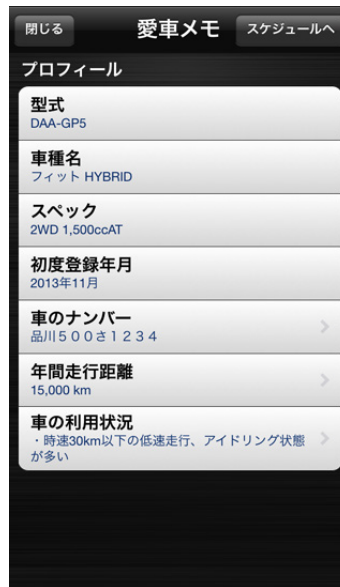 閉じる 愛車メモ スケジュールへ
プロフィール
型式
DAA-GP5
車種名
フィット HYBRID
スペック
2WD 1,500ccAT
初度登録年月
2013年11月
車のナンバー
品川５００さ１２３４
年間走行距離
15,000 km
車の利用状況
・時速30km以下の低速走行、アイドリング状態
が多い